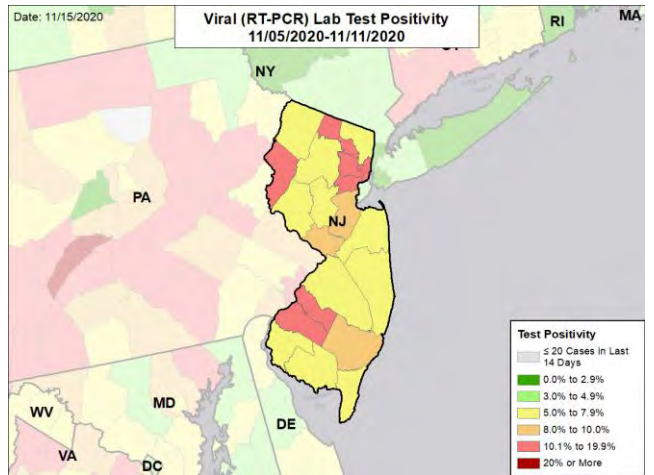 Date: 11/15/2020
Viral (RT-PCR) Lab Test Positivity
11/05/2020-11/11/2020
RI
MA
NY
PA
NJ
WV
MD
DE
VA
DC
Test Positivity
≤ 20 Cases in Last
14 Days
0.0% to 2.9%
3.0% to 4.9%
5.0% to 7.9%
8.0% to 10.0%
10.1% to 19.9%
20% or More